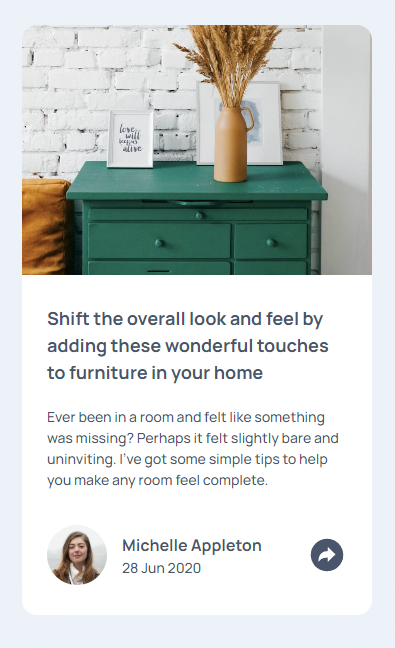 love
will
keep us
alive
Shift the overall look and feel by
adding these wonderful touches
to furniture in your home
Ever been in a room and felt like something
was missing? Perhaps it felt slightly bare and
uninviting. I've got some simple tips to help
you make any room feel complete.
Michelle Appleton
28 Jun 2020